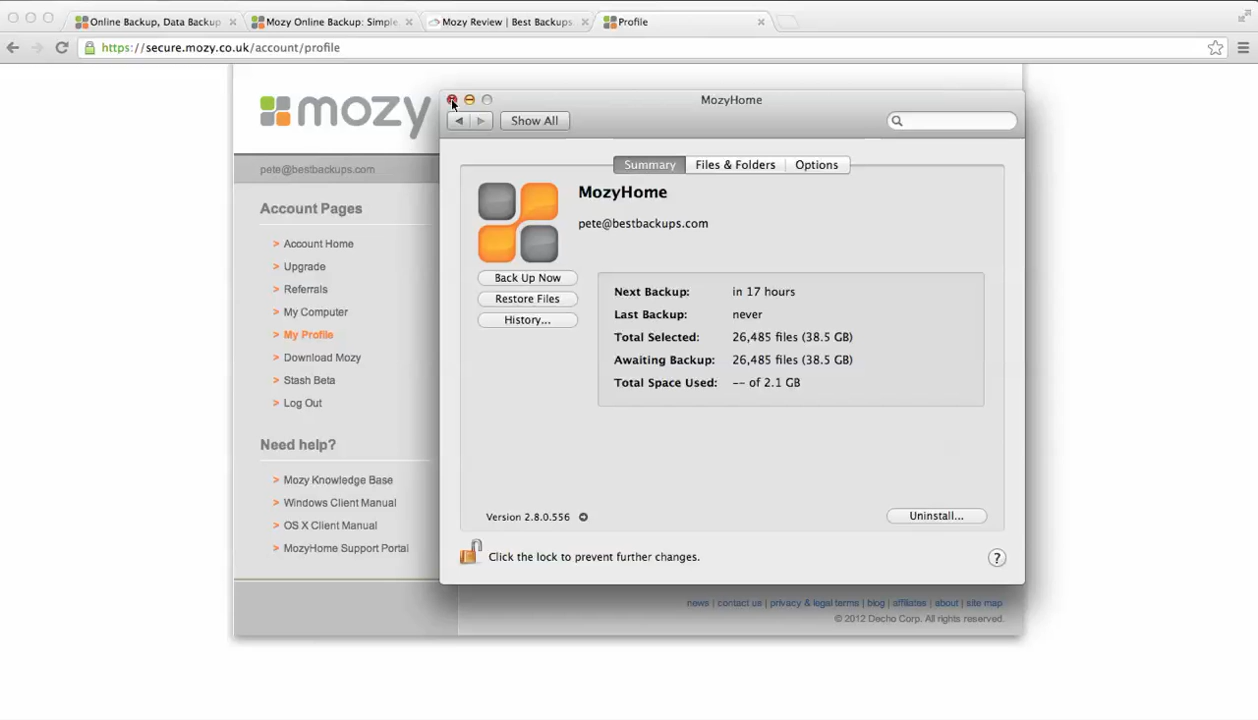 Online Backup, Data Backup
Mozy Online Backup: Simple,
Mozy Review | Best Backups
Profile
https://secure.mozy.co.uk/account/profile
mozy
pete@bestbackups.com
Account Pages
> Account Home
> Upgrade
> Referrals
> My Computer
> My Profile
> Download Mozy
> Stash Beta
> Log Out
Need help?
> Mozy Knowledge Base
> Windows Client Manual
> OS X Client Manual
> MozyHome Support Portal
MozyHome
Show All
Summary Files & Folders Options
MozyHome
pete@bestbackups.com
Back Up Now
Restore Files
History...
Next Backup: in 17 hours
Last Backup: never
Total Selected: 26,485 files (38.5 GB)
Awaiting Backup: 26,485 files (38.5 GB)
Total Space Used: -- of 2.1 GB
Version 2.8.0.556
Uninstall...
Click the lock to prevent further changes.
?
news | contact us | privacy & legal terms | blog | affiliates | about | site map
© 2012 Decho Corp. All rights reserved.